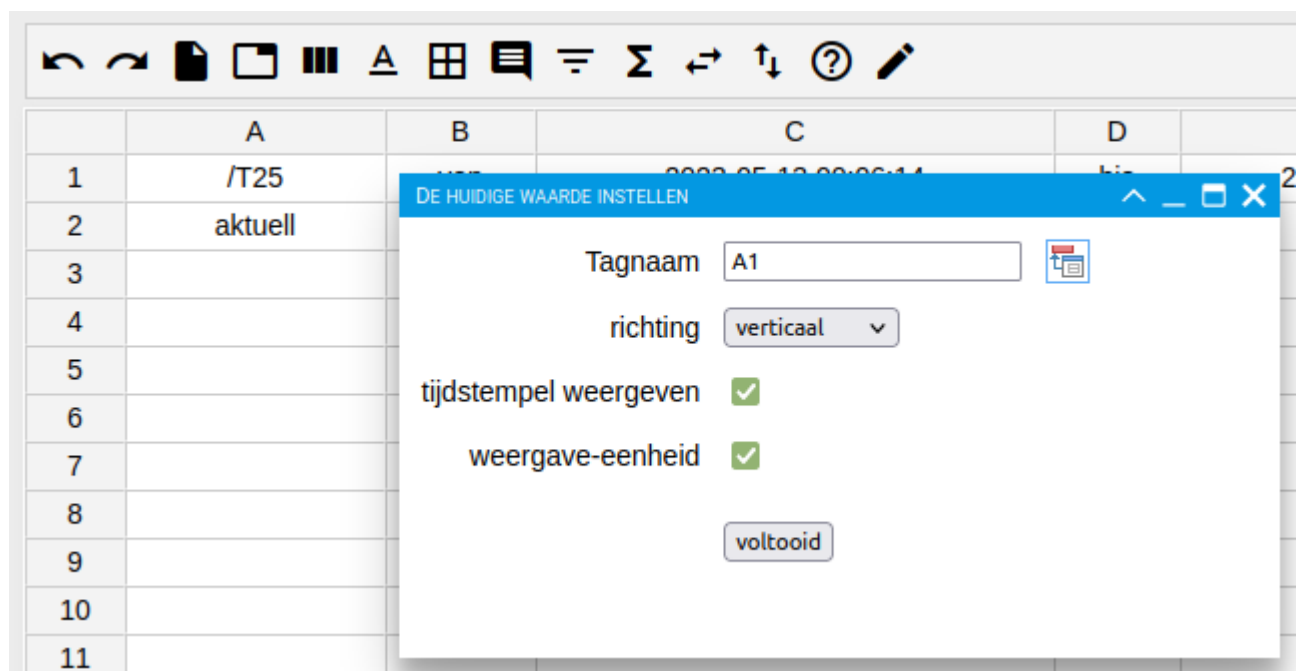 A B C D
1 /T25
DE HUIDIGE WAARDE INSTELLEN
2 aktuell
Tagnaam A1
3
4 richting verticaal
5
tijdstempel weergeven
6
7 weergave-eenheid
8
voltooid
9
10
11